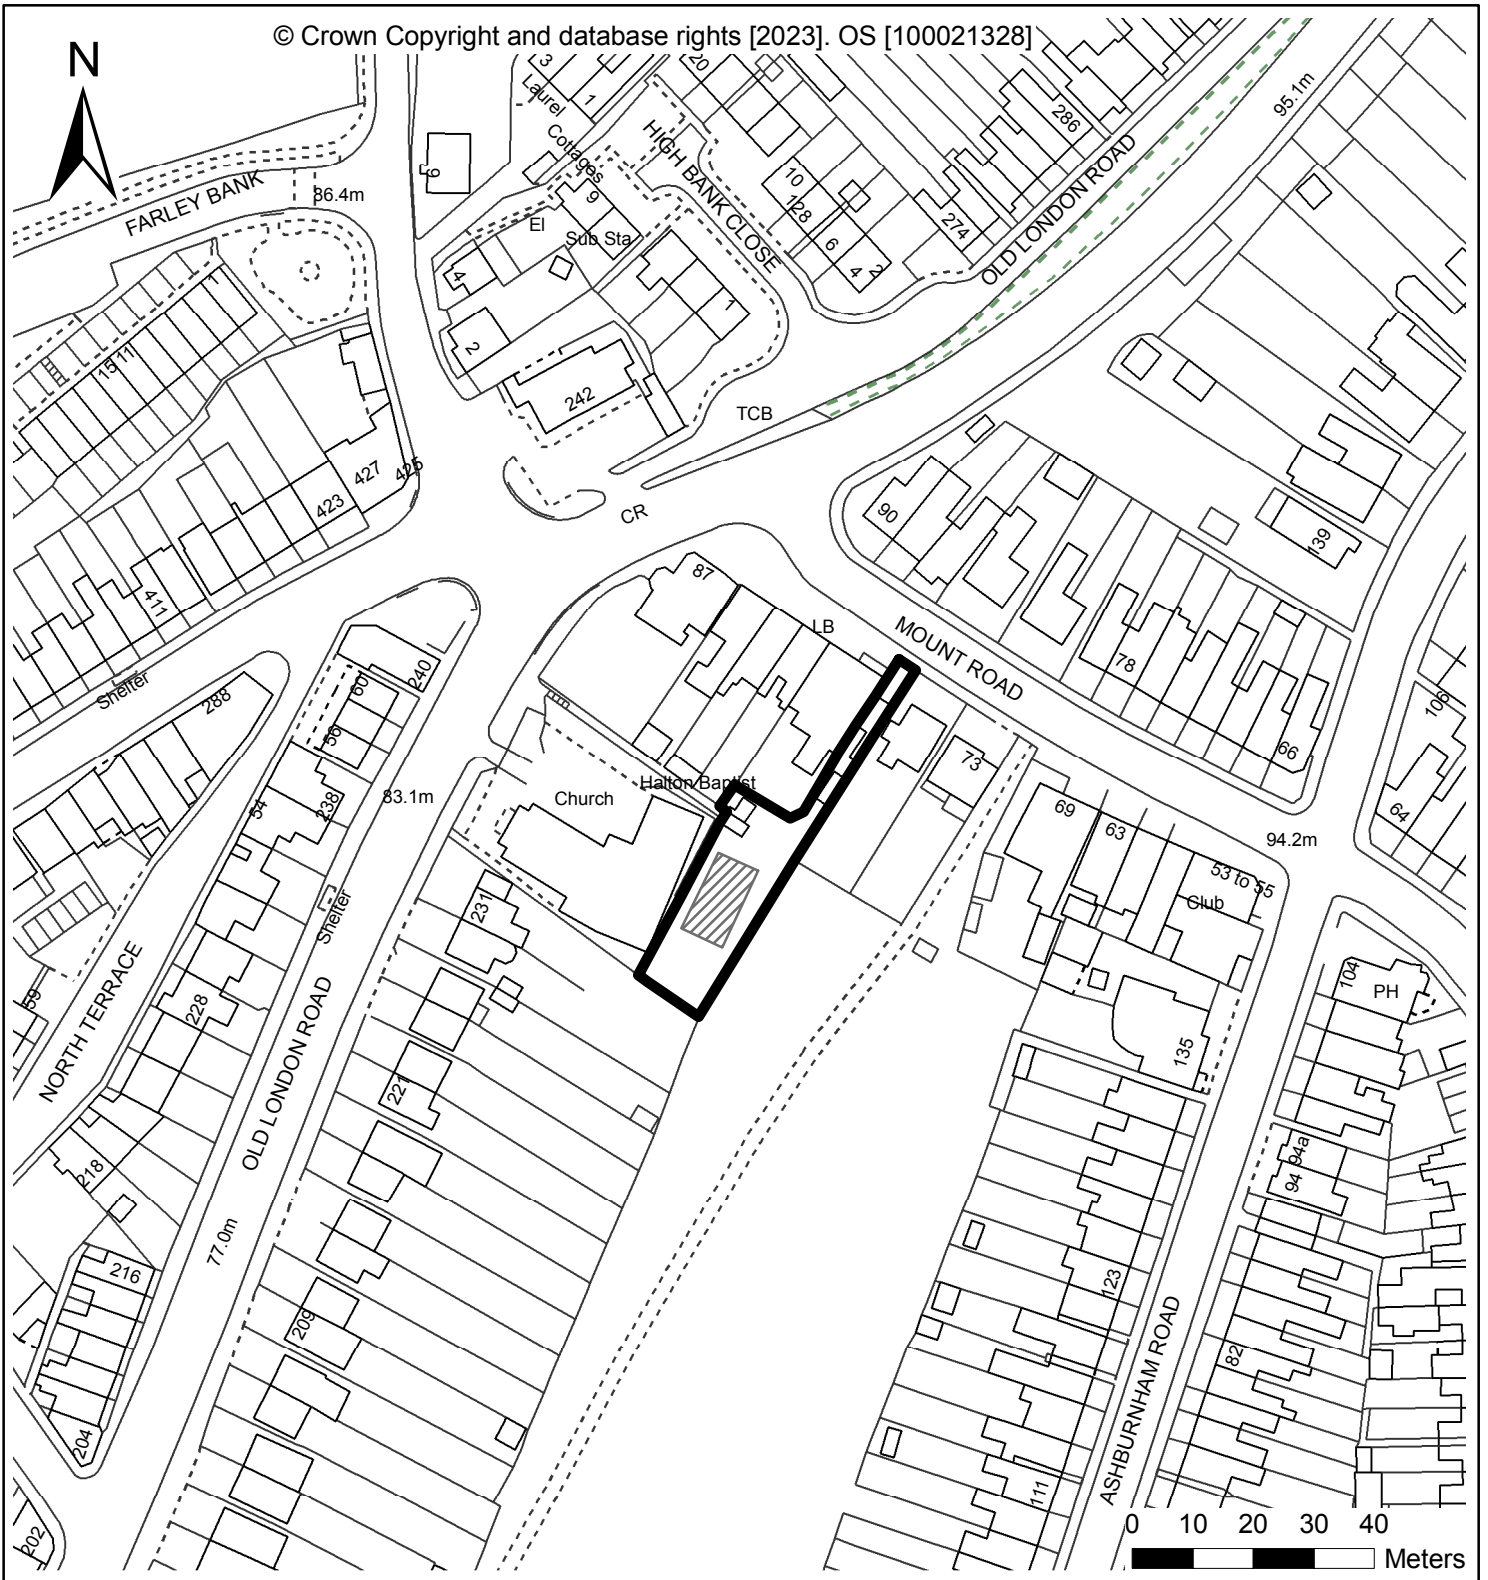 © Crown Copyright and database rights [2023]. OS [100021328]
N
3
1
Laurel
Cottages
20
HIGH BANK CLOSE
286
95.1m
FARLEY BANK
86.4m
9
9
El
Sub Sta
10
128
6
4
2
274
OLD LONDON ROAD
4
2
1
1
15
11
242
TCB
423
427
425
CR
90
139
411
87
LB
MOUNT ROAD
78
66
106
64
Shelter
288
240
60
56
54
238
83.1m
Halton Baptist
Church
73
69
63
53 to 55
Club
94.2m
231
Shelter
59
NORTH TERRACE
228
OLD LONDON ROAD
221
104
PH
135
94a
94
218
77.0m
216
209
123
82
204
202
111
ASHBURNHAM ROAD
0 10 20 30 40
Meters